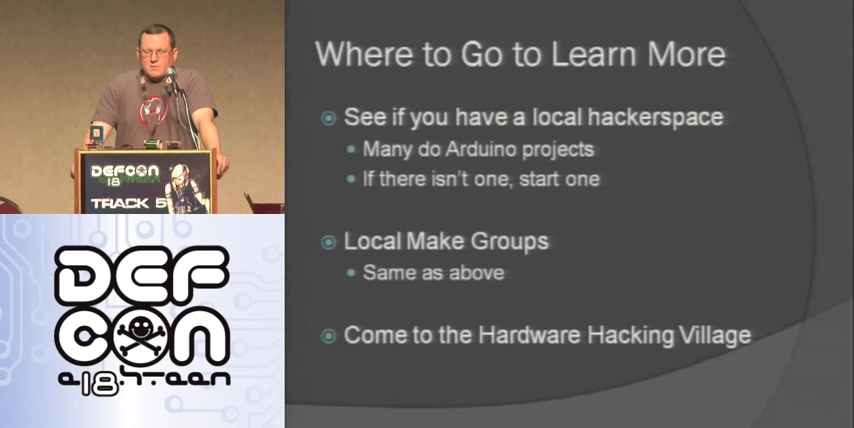 Where to Go to Learn More
See if you have a local hackerspace
Many do Arduino projects
If there isn't one, start one
Local Make Groups
Same as above
Come to the Hardware Hacking Village
DEFCON
18
TRACK 5
DEF
CON